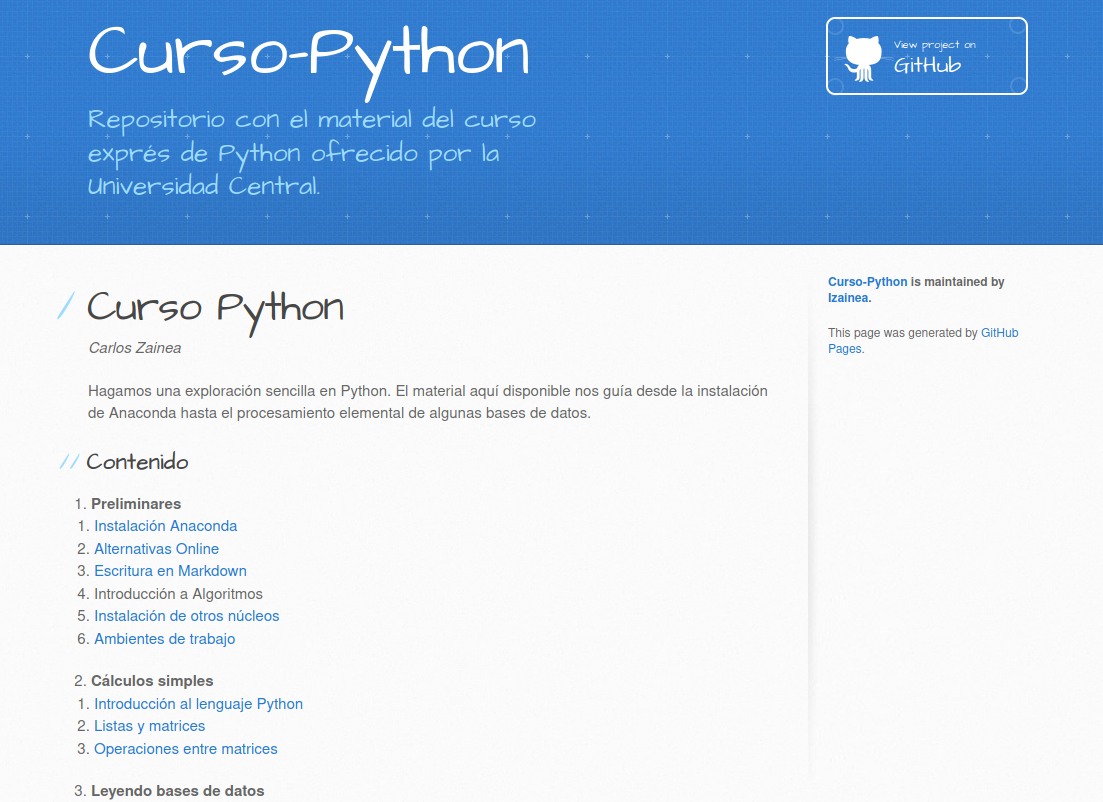 Curso-Python
Repositorio con el material del curso
exprés de Python ofrecido por la
Universidad Central.
View project on
GitHub
/ Curso Python
Carlos Zainea
Hagamos una exploración sencilla en Python. El material aquí disponible nos guía desde la instalación
de Anaconda hasta el procesamiento elemental de algunas bases de datos.
// Contenido
1. Preliminares
1. Instalación Anaconda
2. Alternativas Online
3. Escritura en Markdown
4. Introducción a Algoritmos
5. Instalación de otros núcleos
6. Ambientes de trabajo
2. Cálculos simples
1. Introducción al lenguaje Python
2. Listas y matrices
3. Operaciones entre matrices
3. Leyendo bases de datos
Curso-Python is maintained by
Izainea.
This page was generated by GitHub
Pages.